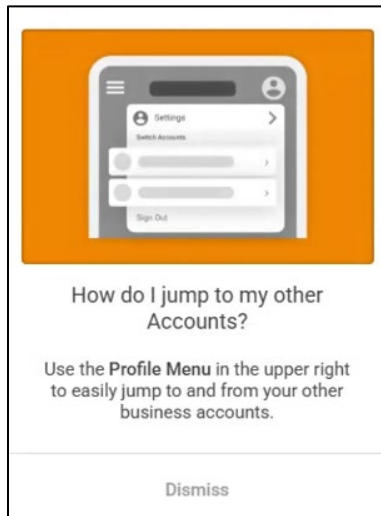 Settings
Switch Accounts
Sign Out
How do I jump to my other
Accounts?
Use the Profile Menu in the upper right
to easily jump to and from your other
business accounts.
Dismiss